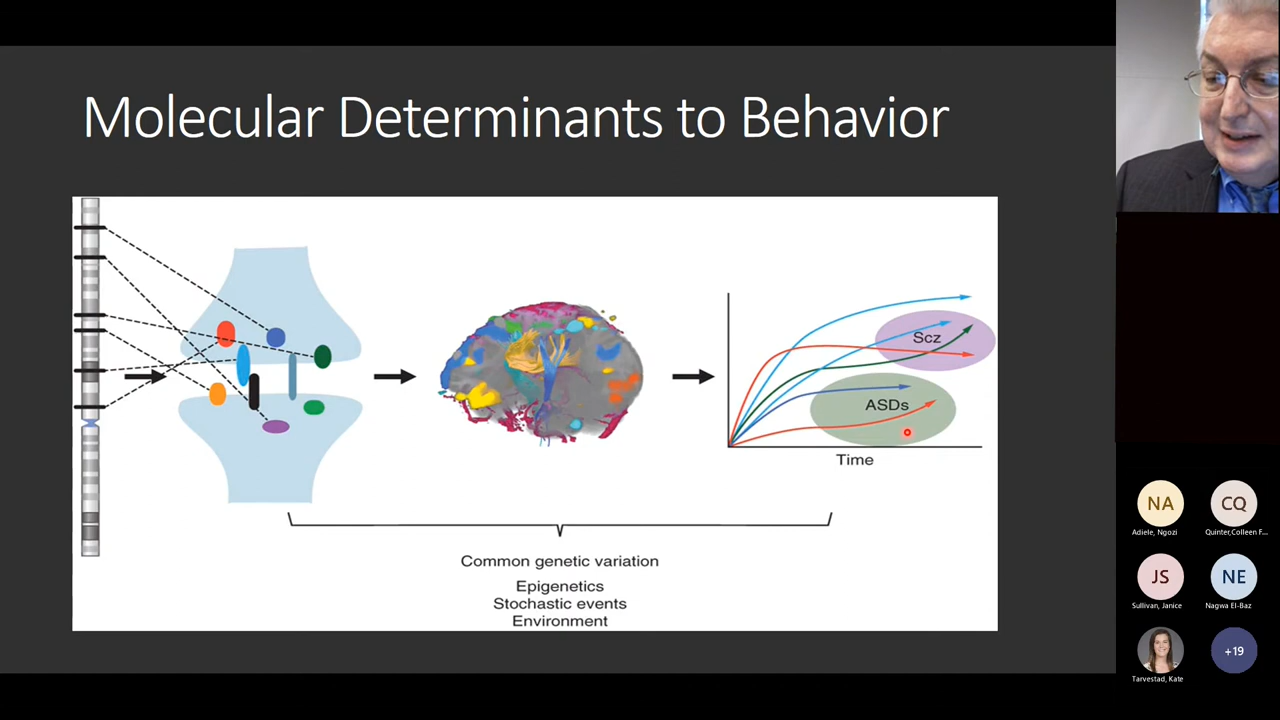 Molecular Determinants to Behavior
Scz
ASDs
Time
Common genetic variation
Epigenetics
Stochastic events
Environment
NA
Adiele, Ngozi
CQ
Quinter,Colleen F...
JS
Sullivan, Janice
NE
Nagwa El-Baz
Tarvestad, Kate
+19